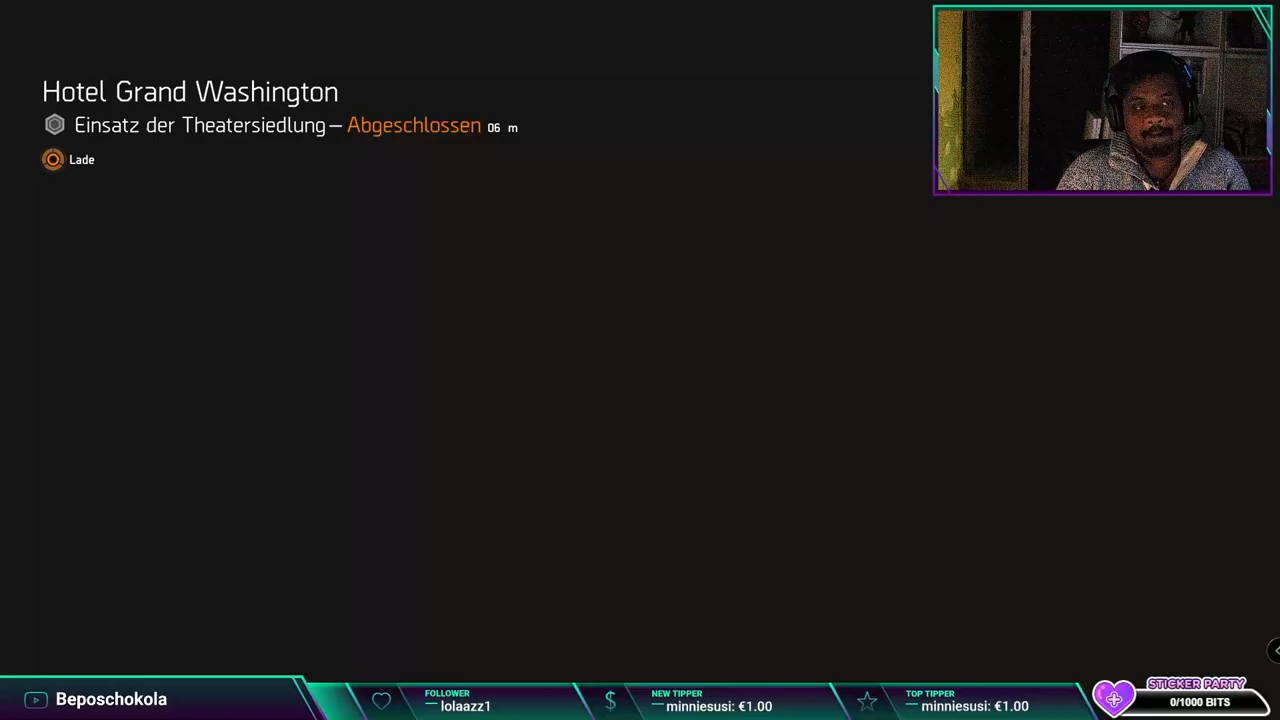 Hotel Grand Washington
Einsatz der Theatersiedlung — Abgeschlossen 06 m
Lade
Beposchokola
FOLLOWER
lolaazz1
NEW TIPPER
minniesusi: €1.00
TOP TIPPER
minniesusi: €1.00
STICKER PARTY
0/1000 BITS